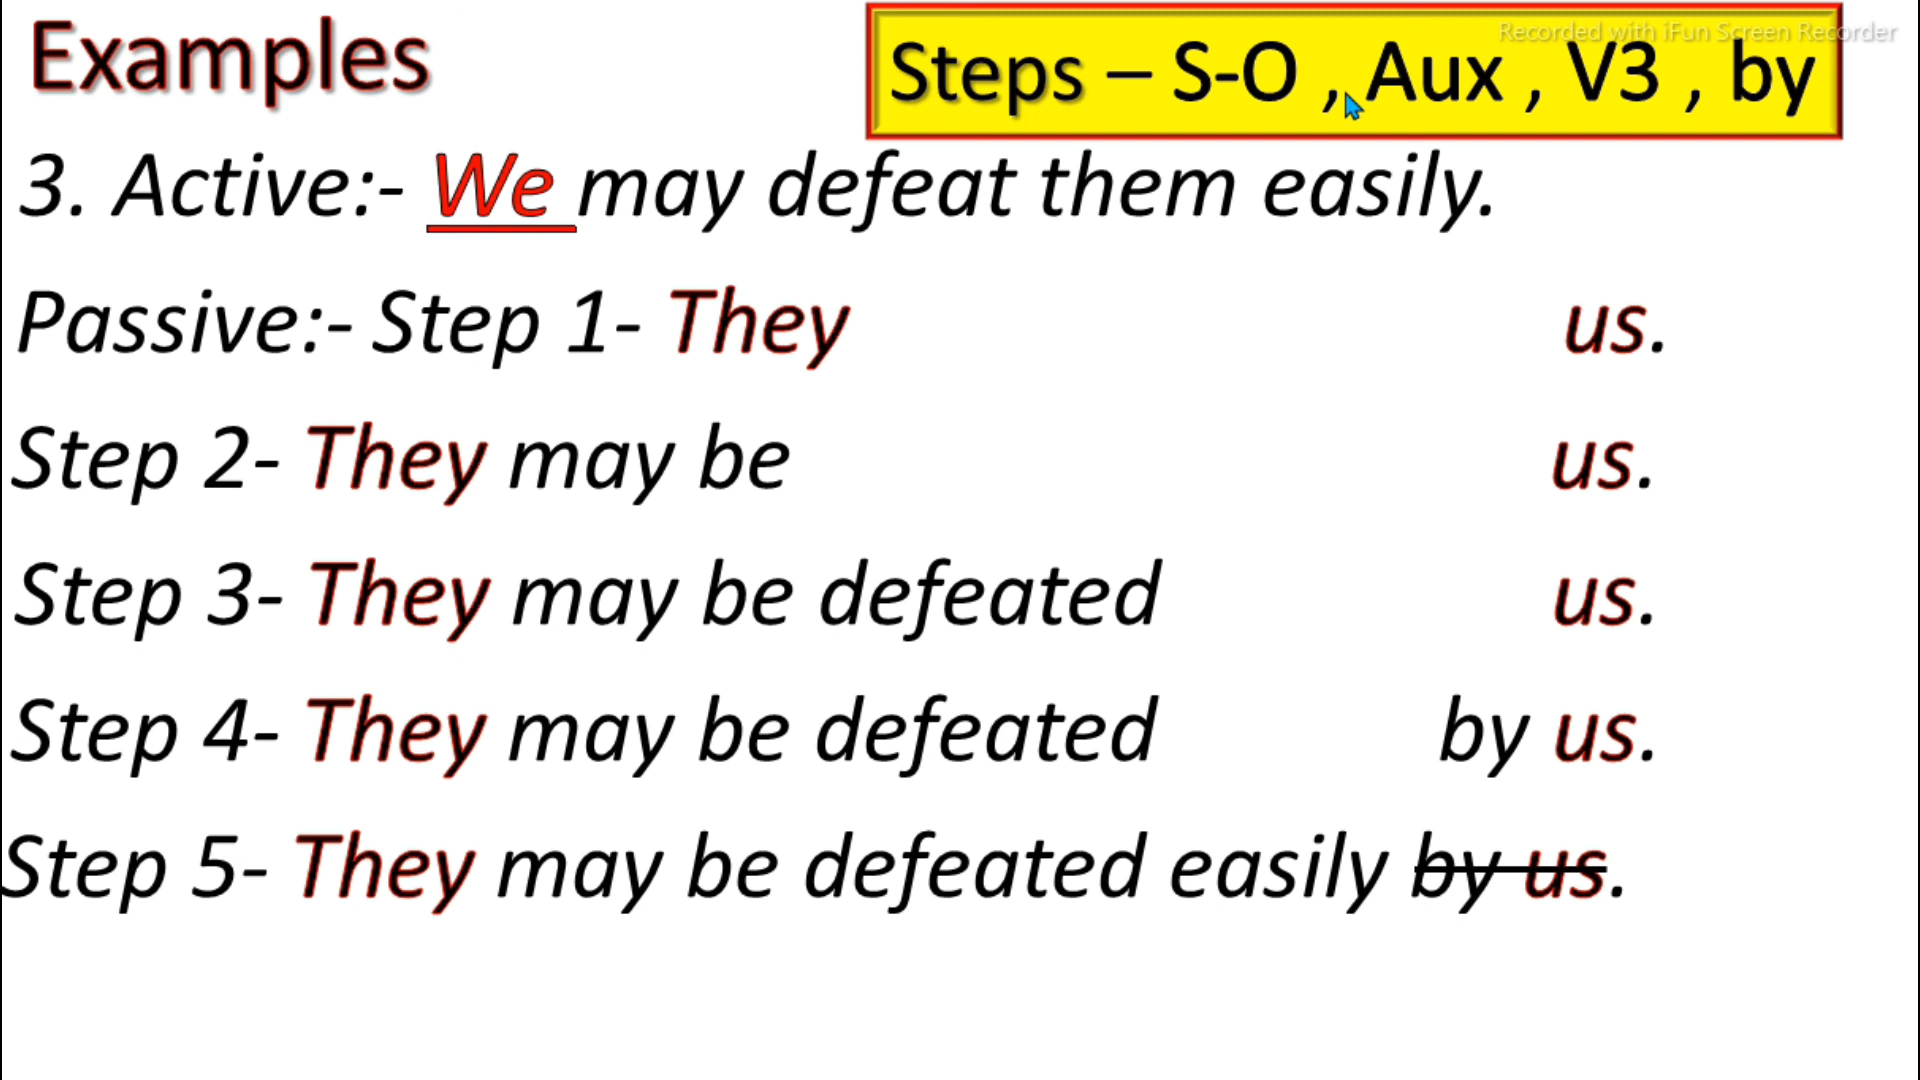 Recorded with iFun Screen Recorder
Examples
Steps – S-O , Aux , V3 , by
3. Active:- We may defeat them easily.
Passive:- Step 1- They us.
Step 2- They may be us.
Step 3- They may be defeated us.
Step 4- They may be defeated by us.
Step 5- They may be defeated easily by us.